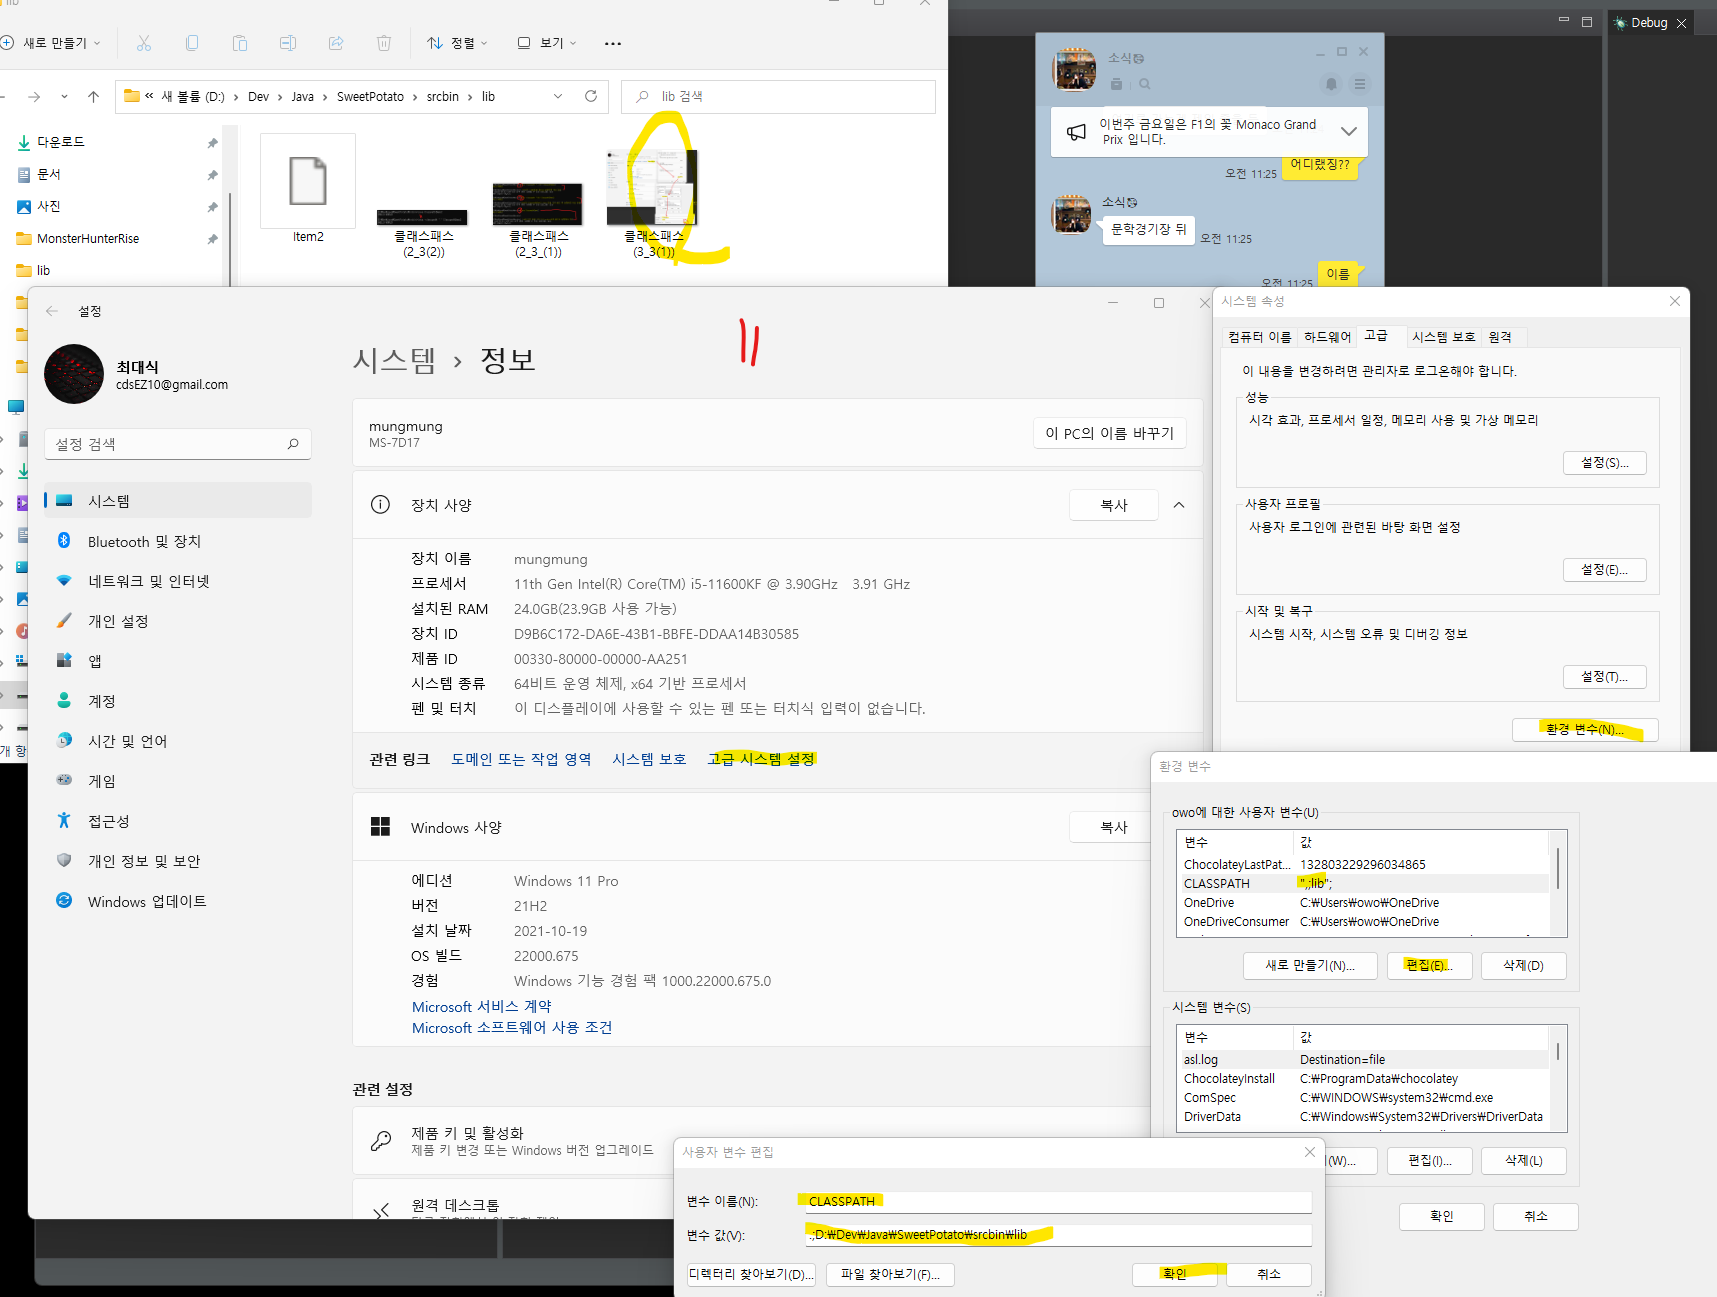 lib
새로 만들기
정렬
보기
새 볼륨 (D:) > Dev > Java > SweetPotato > srcbin > lib
lib 검색
다운로드
문서
사진
MonsterHunterRise
lib
Item2
클래스패스
(2_3(2))
클래스패스
(2_3_(1))
클래스패스
(3_3(1))
Debug
소식
이번주 금요일은 F1의 꽃 Monaco Grand
Prix 입니다.
어디랬징??
오전 11:25
소식
문학경기장 뒤
오전 11:25
이름
오전 11:25
설정
최대식
cdsEZ10@gmail.com
설정 검색
시스템
Bluetooth 및 장치
네트워크 및 인터넷
개인 설정
앱
계정
시간 및 언어
게임
접근성
개인 정보 및 보안
Windows 업데이트
개 항
시스템 > 정보
11
mungmung
MS-7D17
이 PC의 이름 바꾸기
장치 사양
복사
장치 이름 mungmung
프로세서 11th Gen Intel(R) Core(TM) i5-11600KF @ 3.90GHz 3.91 GHz
설치된 RAM 24.0GB(23.9GB 사용 가능)
장치 ID D9B6C172-DA6E-43B1-BBFE-DDAA14B30585
제품 ID 00330-80000-00000-AA251
시스템 종류 64비트 운영 체제, x64 기반 프로세서
펜 및 터치 이 디스플레이에 사용할 수 있는 펜 또는 터치식 입력이 없습니다.
관련 링크 도메인 또는 작업 영역 시스템 보호 고급 시스템 설정
Windows 사양
복사
에디션 Windows 11 Pro
버전 21H2
설치 날짜 2021-10-19
OS 빌드 22000.675
경험 Windows 기능 경험 팩 1000.22000.675.0
Microsoft 서비스 계약
Microsoft 소프트웨어 사용 조건
관련 설정
제품 키 및 활성화
제품 키 변경 또는 Windows 버전 업그레이드
원격 데스크톱
시스템 속성
컴퓨터 이름 하드웨어 고급 시스템 보호 원격
이 내용을 변경하려면 관리자로 로그온해야 합니다.
성능
시각 효과, 프로세서 일정, 메모리 사용 및 가상 메모리
설정(S)...
사용자 프로필
사용자 로그인에 관련된 바탕 화면 설정
설정(E)...
시작 및 복구
시스템 시작, 시스템 오류 및 디버깅 정보
설정(T)...
환경 변수(N)...
환경 변수
owo에 대한 사용자 변수(U)
변수 값
ChocolateyLastPat... 132803229296034865
CLASSPATH ",;lib";
OneDrive C:₩Users₩owo₩OneDrive
OneDriveConsumer C:₩Users₩owo₩OneDrive
새로 만들기(N)... 편집(E)... 삭제(D)
시스템 변수(S)
변수 값
asl.log Destination=file
ChocolateyInstall C:₩ProgramData₩chocolatey
ComSpec C:₩WINDOWS₩system32₩cmd.exe
DriverData C:₩Windows₩System32₩Drivers₩DriverData
(W)... 편집(I)... 삭제(L)
확인 취소
사용자 변수 편집
변수 이름(N): CLASSPATH
변수 값(V): .;D:₩Dev₩Java₩SweetPotato₩srcbin₩lib
디렉터리 찾아보기(D)... 파일 찾아보기(F)... 확인 취소